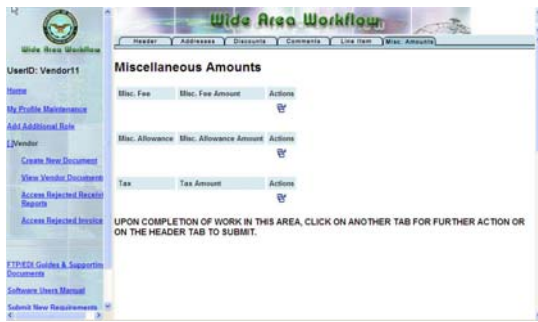 Wide Area Workflow
Header Addresses Discounts Comments Line Item Misc. Amounts
Wide Area Workflow
UserID: Vendor11
Home
My Profile Maintenance
Add Additional Role
[-]Vendor
Create New Document
View Vendor Documents
Access Rejected Receivi
Reports
Access Rejected Invoice
FTP/EDI Guides & Supportin
Documents
Software Users Manual
Submit New Requirements
Miscellaneous Amounts
Misc. Fee Misc. Fee Amount Actions
Misc. Allowance Misc. Allowance Amount Actions
Tax Tax Amount Actions
UPON COMPLETION OF WORK IN THIS AREA, CLICK ON ANOTHER TAB FOR FURTHER ACTION OR
ON THE HEADER TAB TO SUBMIT.